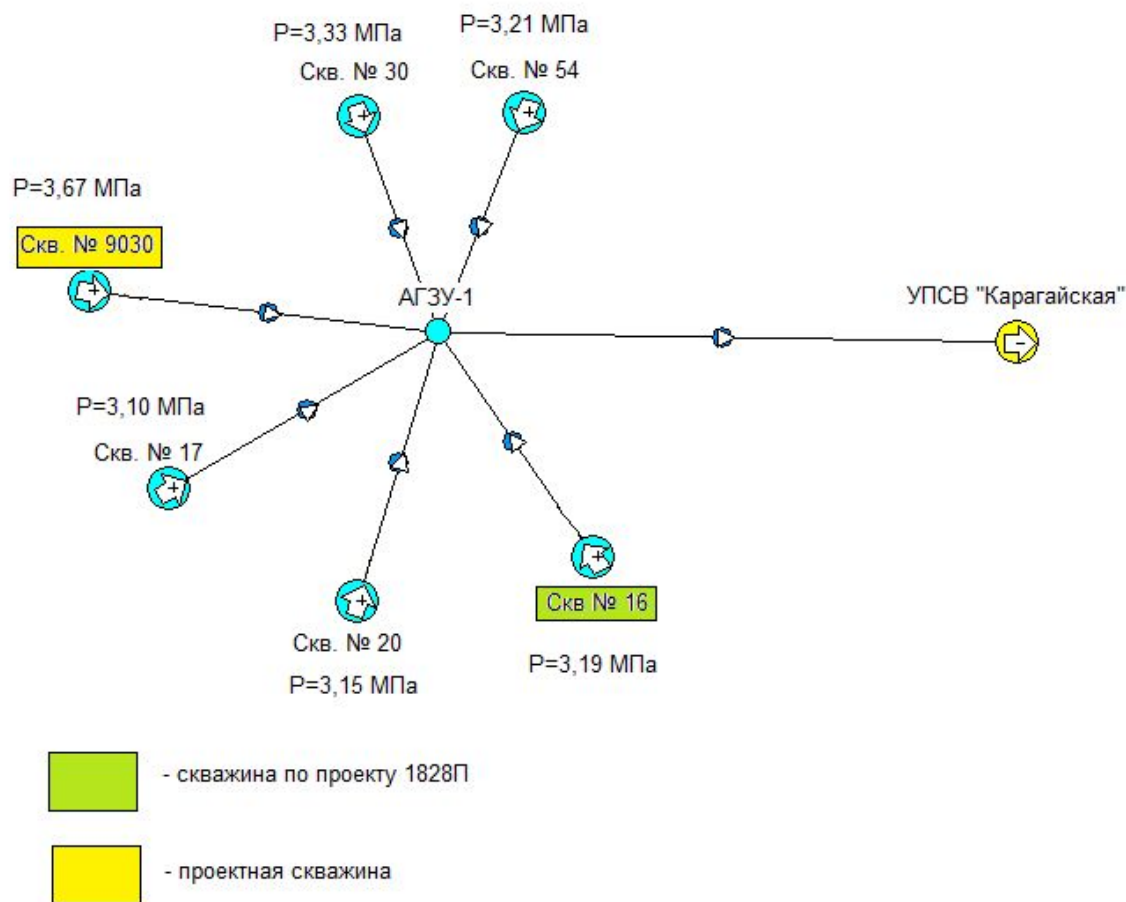 P=3,33 МПа
Скв. № 30
P=3,21 МПа
Скв. № 54
P=3,67 МПа
Скв. № 9030
АГЗУ-1
УПСВ "Карагайская"
P=3,10 МПа
Скв. № 17
Скв. № 20
P=3,15 МПа
Скв № 16
P=3,19 МПа
- скважина по проекту 1828П
- проектная скважина